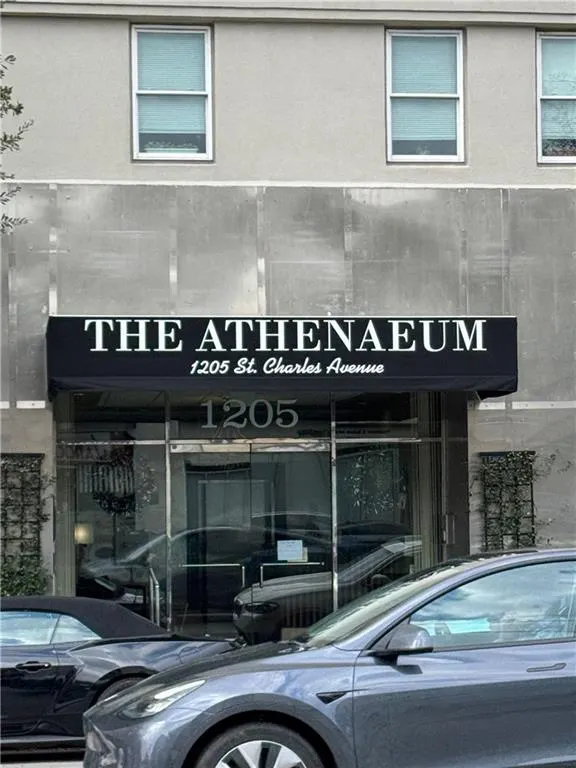 THE ATHENAEUM
1205 St. Charles Avenue
1205